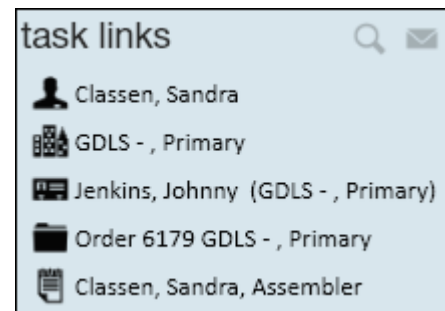 task links
Classen, Sandra
GDLS - , Primary
Jenkins, Johnny (GDLS - , Primary)
Order 6179 GDLS - , Primary
Classen, Sandra, Assembler